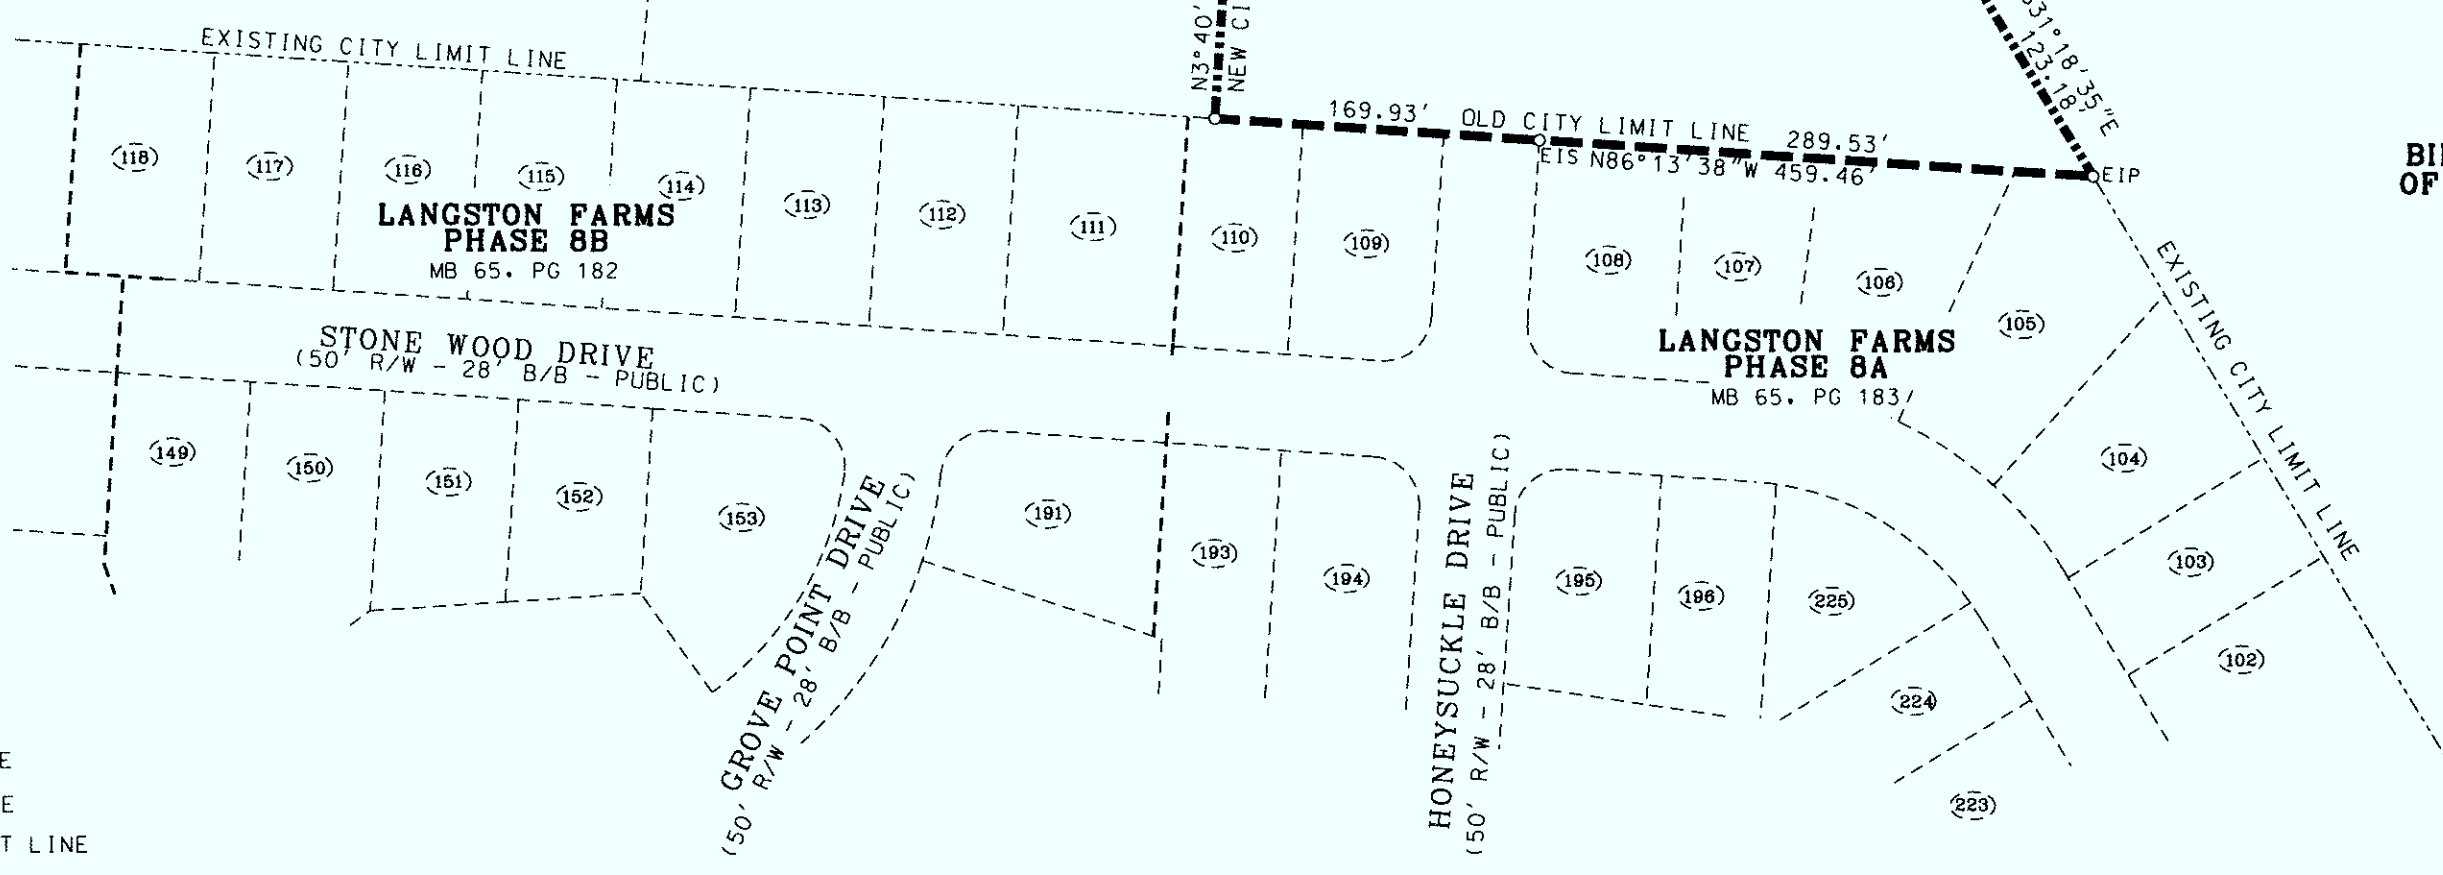 EXISTING CITY LIMIT LINE
N3°40'
NEW CI
S31°18'35"E
123.18'
169.93'
OLD CITY LIMIT LINE
289.53'
EIS N86°13'38"W 459.46'
EIP
BI
OF
118
117
116
115
114
113
112
111
110
109
108
107
106
105
LANGSTON FARMS
PHASE 8B
MB 65. PG 182
EXISTING CITY LIMIT LINE
STONE WOOD DRIVE
(50' R/W - 28' B/B - PUBLIC)
LANGSTON FARMS
PHASE 8A
MB 65. PG 183
149
150
151
152
153
191
193
194
195
196
225
104
103
102
224
223
GROVE POINT DRIVE
(50' R/W - 28' B/B - PUBLIC)
HONEYSUCKLE DRIVE
(50' R/W - 28' B/B - PUBLIC)
E
E
T LINE